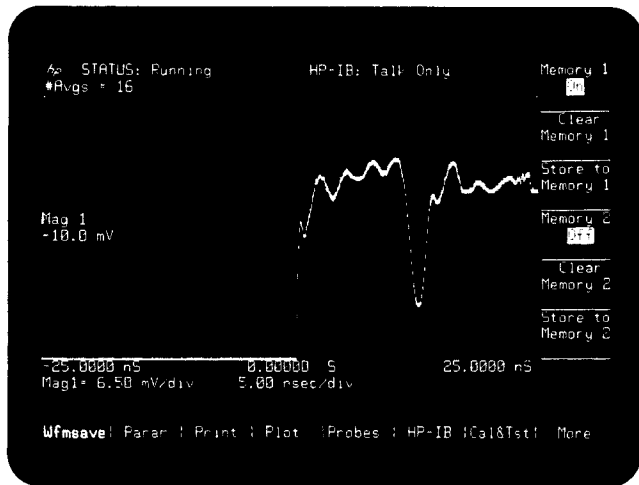 hp STATUS: Running
HP-IB: Talk Only
#Avgs = 16
Memory 1
On
Clear
Memory 1
Store to
Memory 1
Memory 2
Off
Clear
Memory 2
Store to
Memory 2
Mag 1
-10.0 mV
-25.0000 nS
0.00000 S
25.0000 nS
Mag1= 6.50 mV/div
5.00 nsec/div
Wfmsave| Param | Print | Plot |Probes | HP-IB |Cal&Tst| More